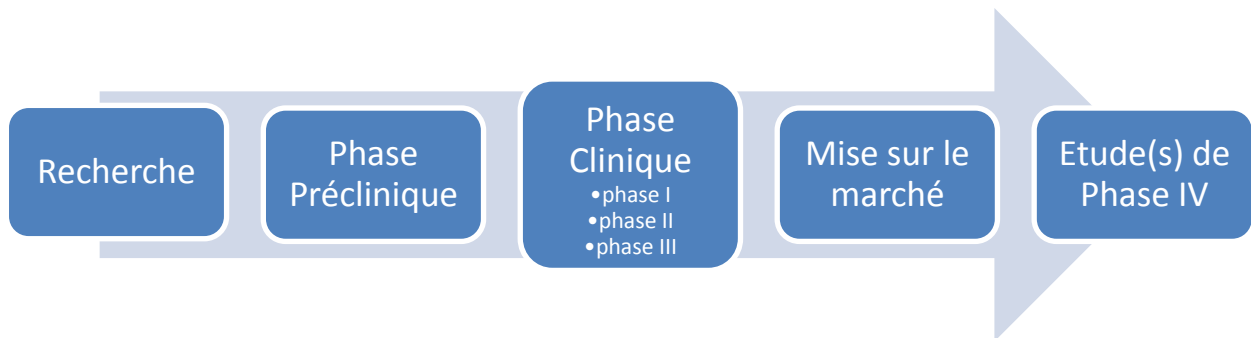 Recherche
Phase
Préclinique
Phase
Clinique
•phase I
•phase II
•phase III
Mise sur le
marché
Etude(s) de
Phase IV